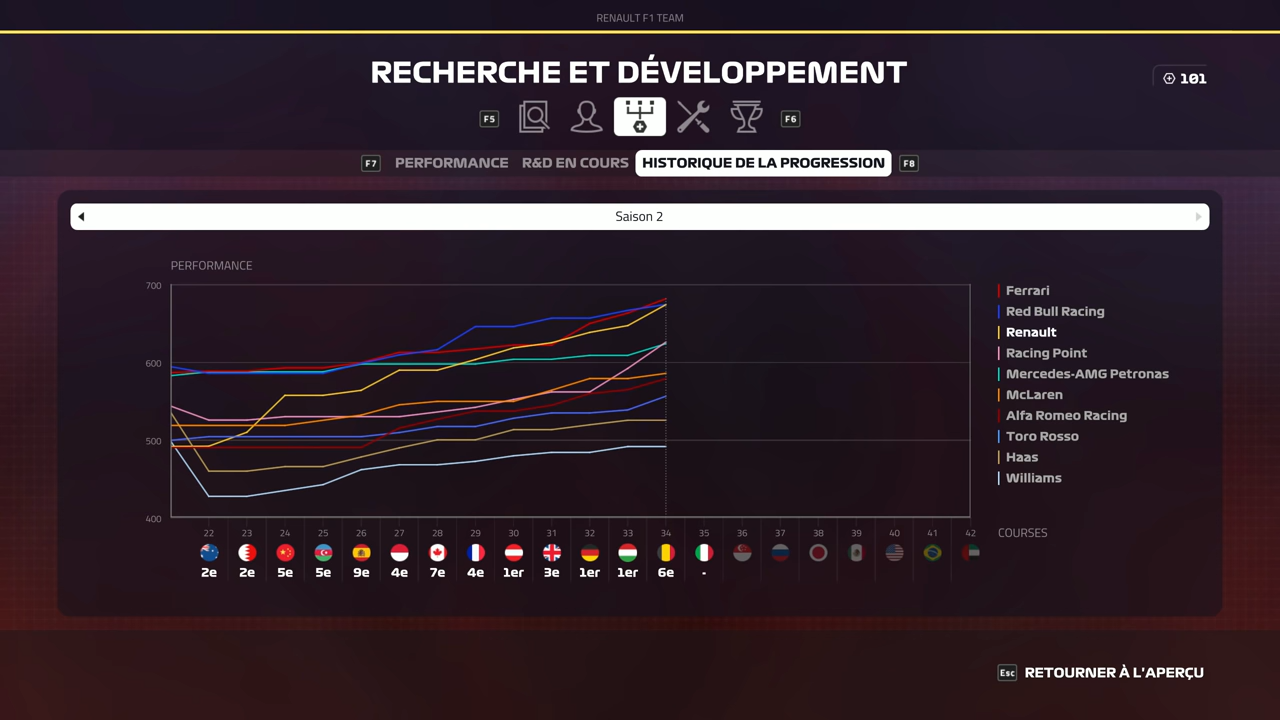 RENAULT F1 TEAM
RECHERCHE ET DÉVELOPPEMENT
101
F5
F6
F7 PERFORMANCE R&D EN COURS HISTORIQUE DE LA PROGRESSION F8
Saison 2
PERFORMANCE
700
600
500
400
Ferrari
Red Bull Racing
Renault
Racing Point
Mercedes-AMG Petronas
McLaren
Alfa Romeo Racing
Toro Rosso
Haas
Williams
22 23 24 25 26 27 28 29 30 31 32 33 34 35 36 37 38 39 40 41 42 COURSES
2e 2e 5e 5e 9e 4e 7e 4e 1er 3e 1er 1er 6e -
Esc RETOURNER À L'APERÇU